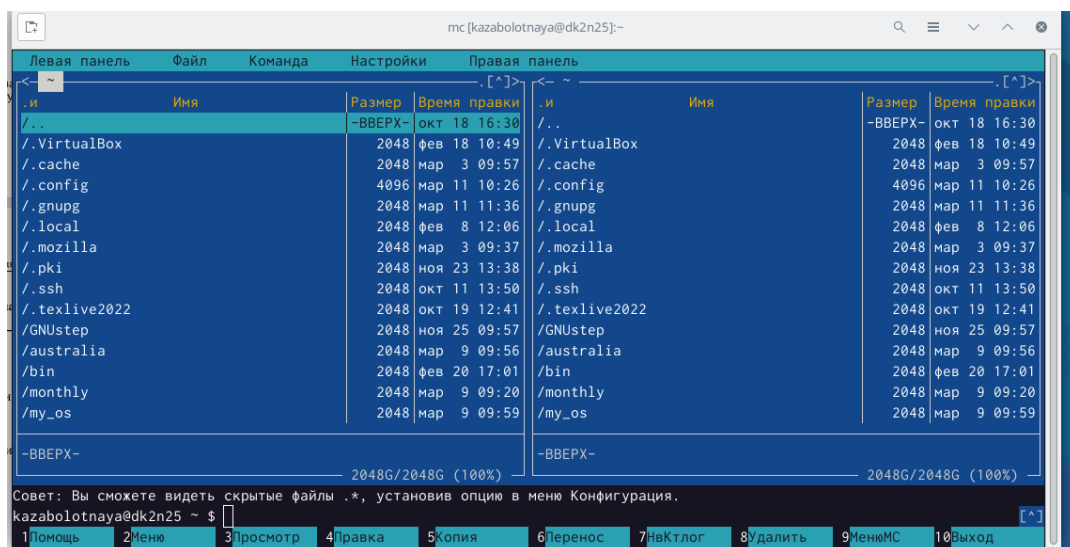 mc [kazabolotnaya@dk2n25]:~
Левая панель Файл Команда Настройки Правая панель
<— ~ .[^]> <— ~ .[^]>
.и Имя Размер Время правки .и Имя Размер Время правки
/.. -ВВЕРХ- окт 18 16:30 /.. -ВВЕРХ- окт 18 16:30
/.VirtualBox 2048 фев 18 10:49 /.VirtualBox 2048 фев 18 10:49
/.cache 2048 мар 3 09:57 /.cache 2048 мар 3 09:57
/.config 4096 мар 11 10:26 /.config 4096 мар 11 10:26
/.gnupg 2048 мар 11 11:36 /.gnupg 2048 мар 11 11:36
/.local 2048 фев 8 12:06 /.local 2048 фев 8 12:06
/.mozilla 2048 мар 3 09:37 /.mozilla 2048 мар 3 09:37
/.pki 2048 ноя 23 13:38 /.pki 2048 ноя 23 13:38
/.ssh 2048 окт 11 13:50 /.ssh 2048 окт 11 13:50
/.texlive2022 2048 окт 19 12:41 /.texlive2022 2048 окт 19 12:41
/GNUstep 2048 ноя 25 09:57 /GNUstep 2048 ноя 25 09:57
/australia 2048 мар 9 09:56 /australia 2048 мар 9 09:56
/bin 2048 фев 20 17:01 /bin 2048 фев 20 17:01
/monthly 2048 мар 9 09:20 /monthly 2048 мар 9 09:20
/my_os 2048 мар 9 09:59 /my_os 2048 мар 9 09:59
-ВВЕРХ- -ВВЕРХ-
2048G/2048G (100%) 2048G/2048G (100%)
Совет: Вы сможете видеть скрытые файлы .*, установив опцию в меню Конфигурация.
kazabolotnaya@dk2n25 ~ $ [^]
1Помощь 2Меню 3Просмотр 4Правка 5Копия 6Перенос 7НвКтлог 8Удалить 9МенюМС 10Выход